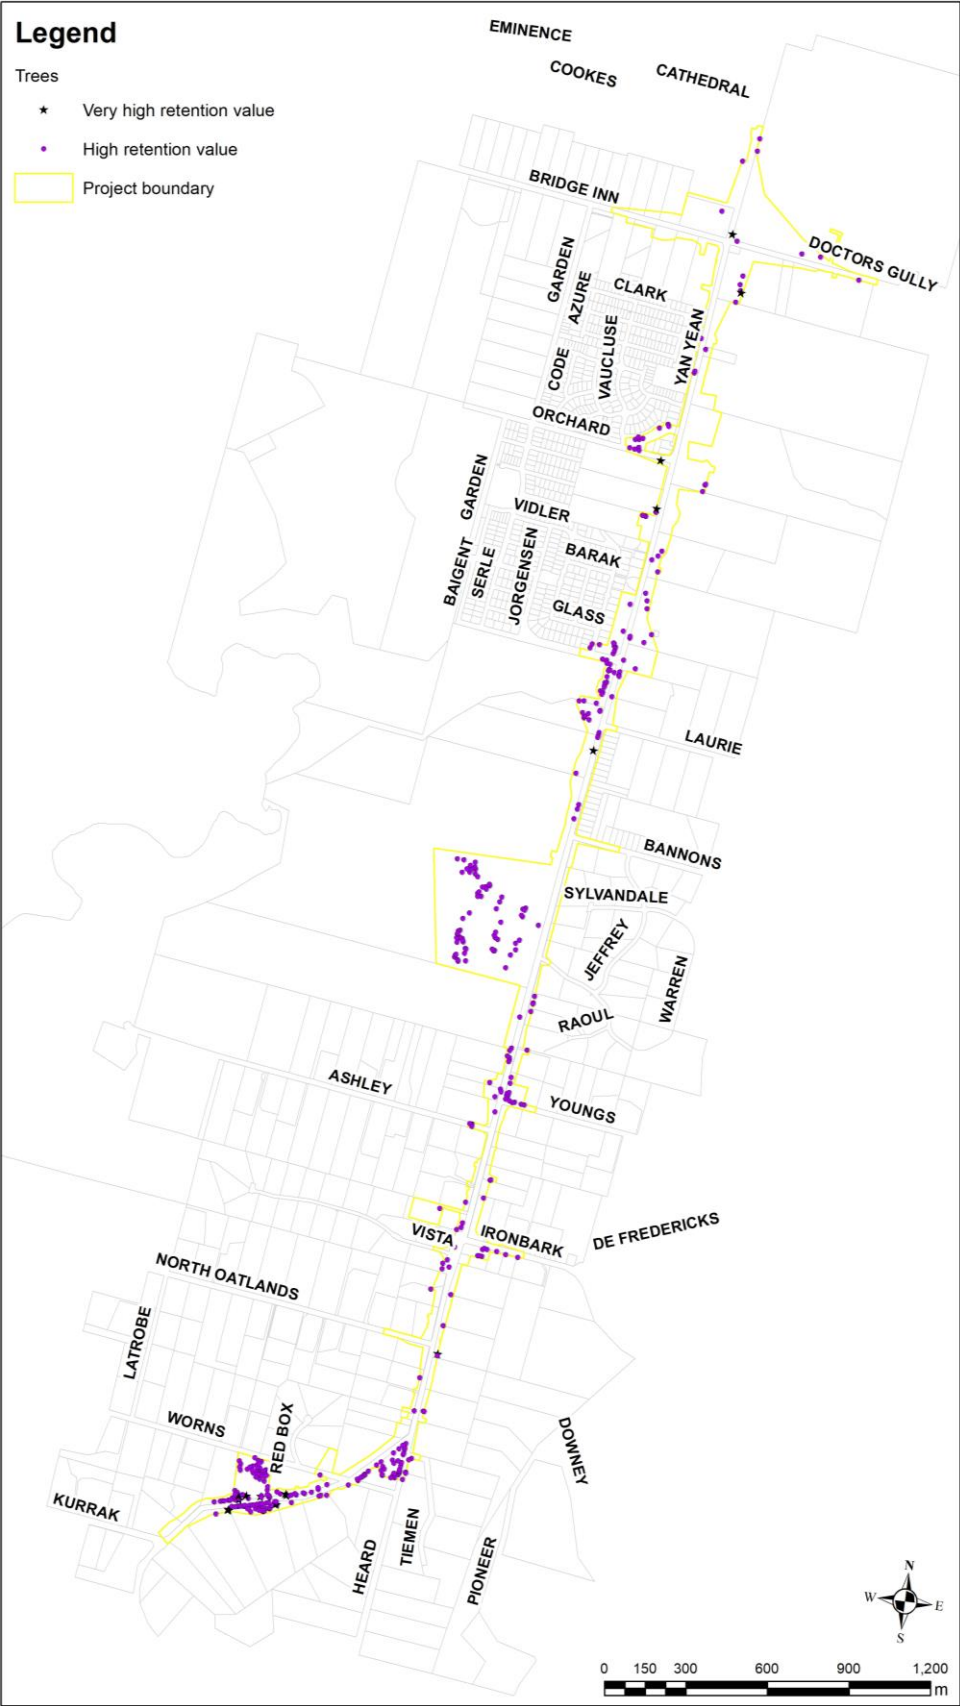 Legend
Trees
Very high retention value
High retention value
Project boundary
EMINENCE
COOKES
CATHEDRAL
BRIDGE INN
DOCTORS GULLY
GARDEN
AZURE
CLARK
CODE
VAUCLUSE
YAN YEAN
ORCHARD
GARDEN
VIDLER
BAIGENT
SERLE
JORGENSEN
BARAK
GLASS
LAURIE
BANNONS
SYLVANDALE
JEFFREY
WARREN
RAOUL
ASHLEY
YOUNGS
VISTA
IRONBARK
DE FREDERICKS
NORTH OATLANDS
LATROBE
WORNS
RED BOX
DOWNEY
KURRAK
HEARD
TIEMEN
PIONEER
N
W
E
S
0 150 300 600 900 1,200
m